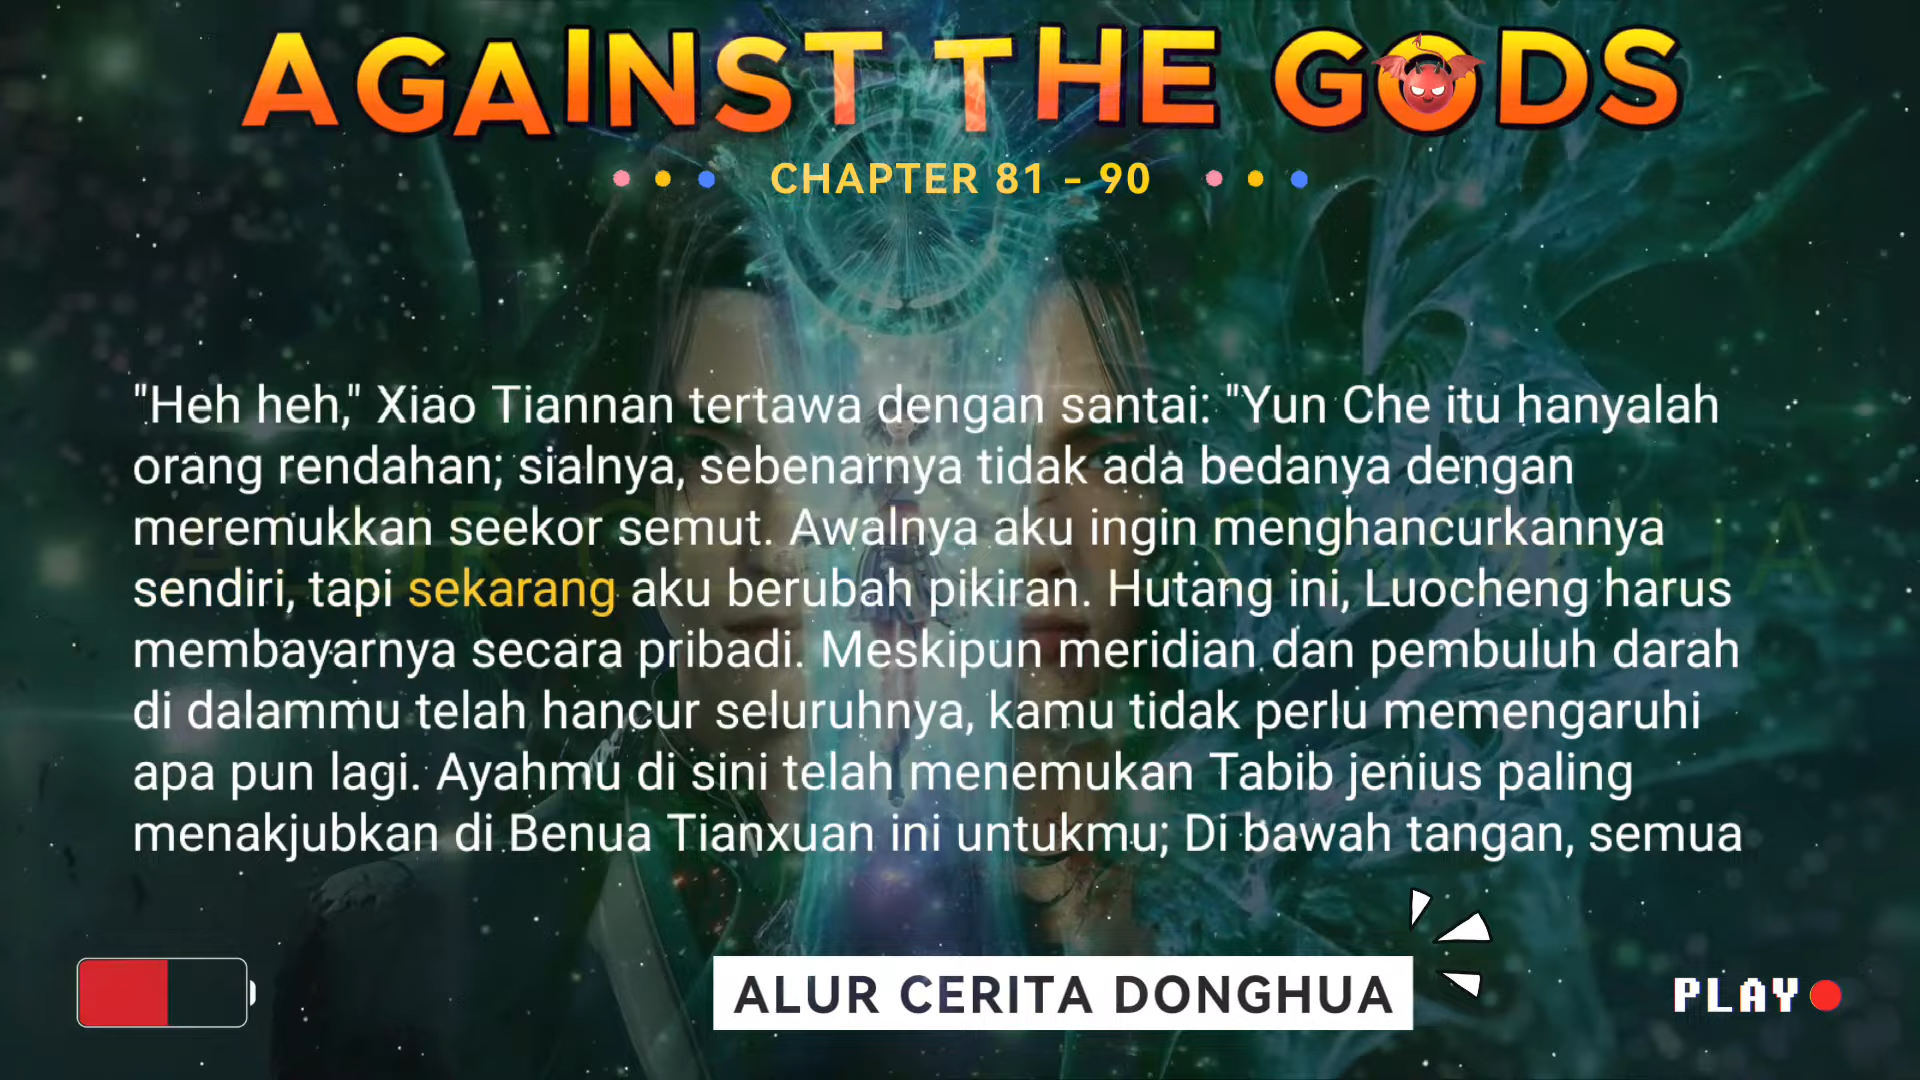 AGAINST THE GODS
CHAPTER 81 - 90
"Heh heh," Xiao Tiannan tertawa dengan santai: "Yun Che itu hanyalah
orang rendahan; sialnya, sebenarnya tidak ada bedanya dengan
meremukkan seekor semut. Awalnya aku ingin menghancurkannya
sendiri, tapi sekarang aku berubah pikiran. Hutang ini, Luocheng harus
membayarnya secara pribadi. Meskipun meridian dan pembuluh darah
di dalammu telah hancur seluruhnya, kamu tidak perlu memengaruhi
apa pun lagi. Ayahmu di sini telah menemukan Tabib jenius paling
menakjubkan di Benua Tianxuan ini untukmu; Di bawah tangan, semua
ALUR CERITA DONGHUA
PLAY